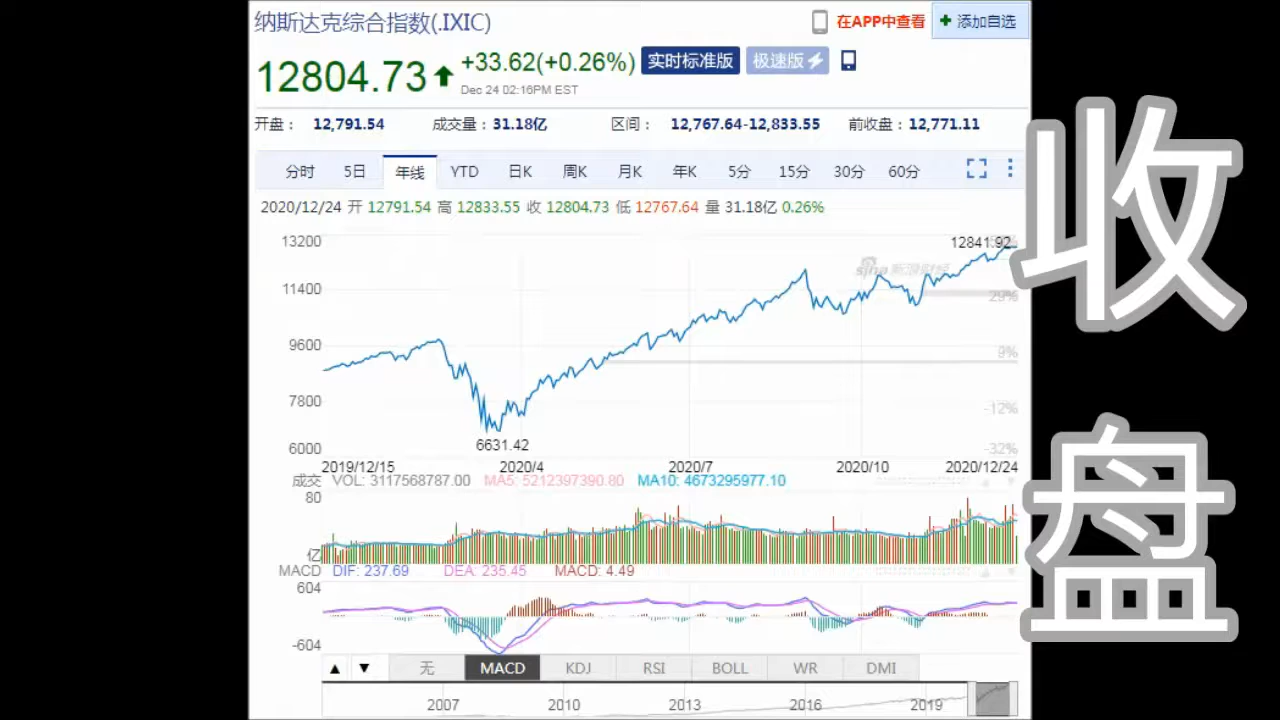 纳斯达克综合指数(.IXIC)
在APP中查看
添加自选
12804.73
+33.62(+0.26%)
实时标准版
极速版
Dec 24 02:16PM EST
开盘： 12,791.54 成交量：31.18亿 区间： 12,767.64-12,833.55 前收盘：12,771.11
分时 5日 年线 YTD 日K 周K 月K 年K 5分 15分 30分 60分
2020/12/24 开 12791.54 高 12833.55 收 12804.73 低 12767.64 量 31.18亿 0.26%
13200
12841.92
sina 新浪财经
11400
29%
9600
9%
7800
-12%
6631.42
6000
-32%
2019/12/15 2020/4 2020/7 2020/10 2020/12/24
成交 VOL: 3117568787.00 MA5: 5212397390.80 MA10: 4673295977.10
80
亿
MACD DIF: 237.69 DEA: 235.45 MACD: 4.49
604
-604
▲ ▼ 无 MACD KDJ RSI BOLL WR DMI
2007 2010 2013 2016 2019
收
盘